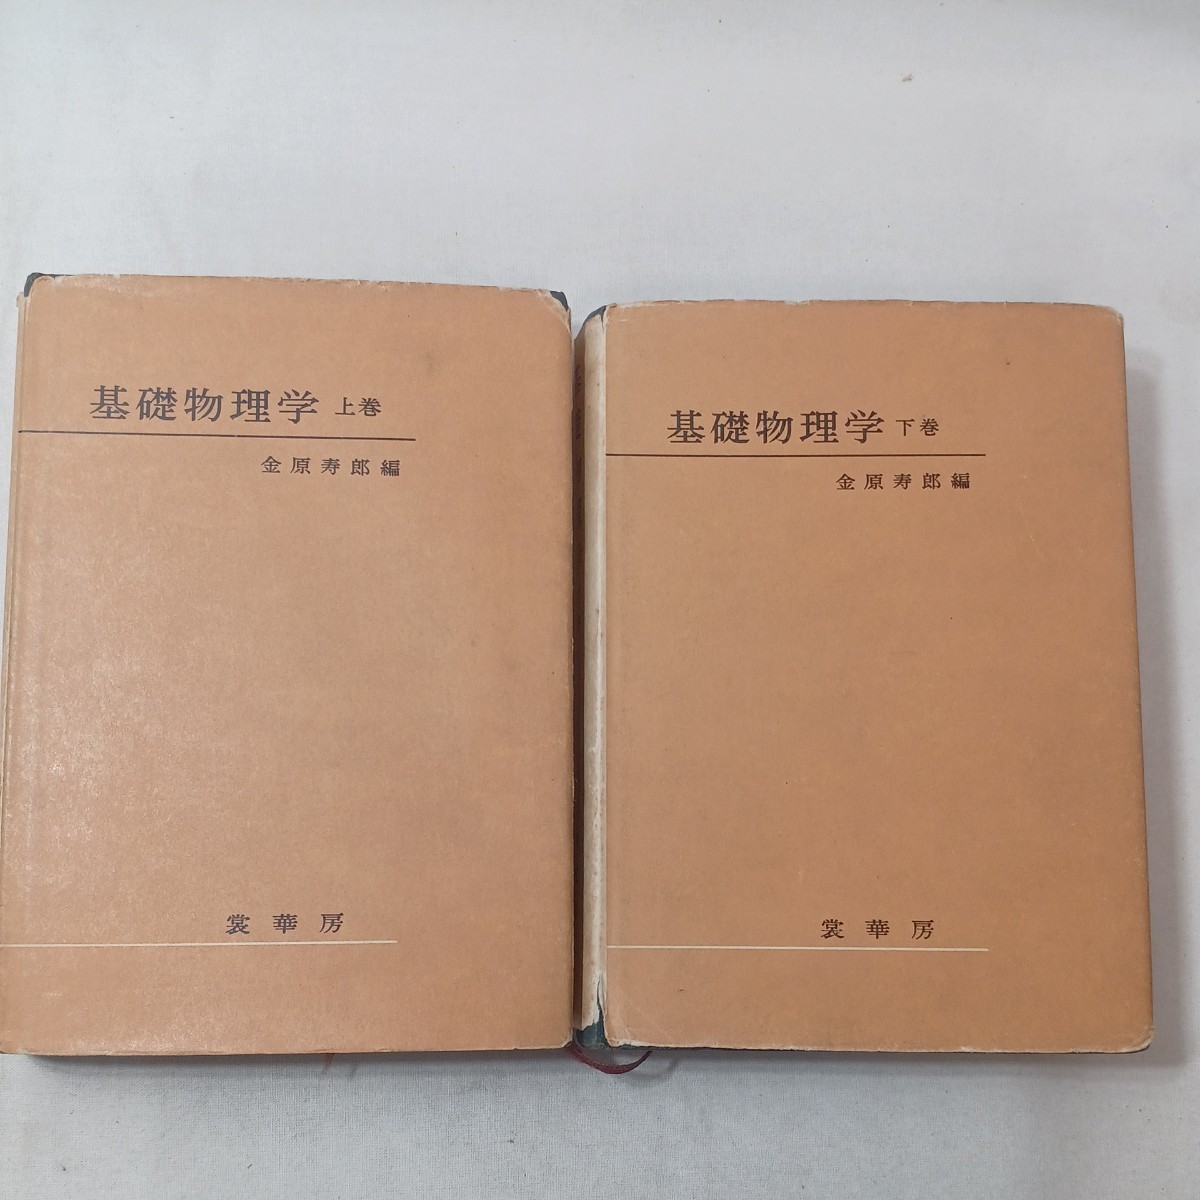 基礎物理学 上巻
金原寿郎編
裳華房
基礎物理学 下巻
金原寿郎編
裳華房